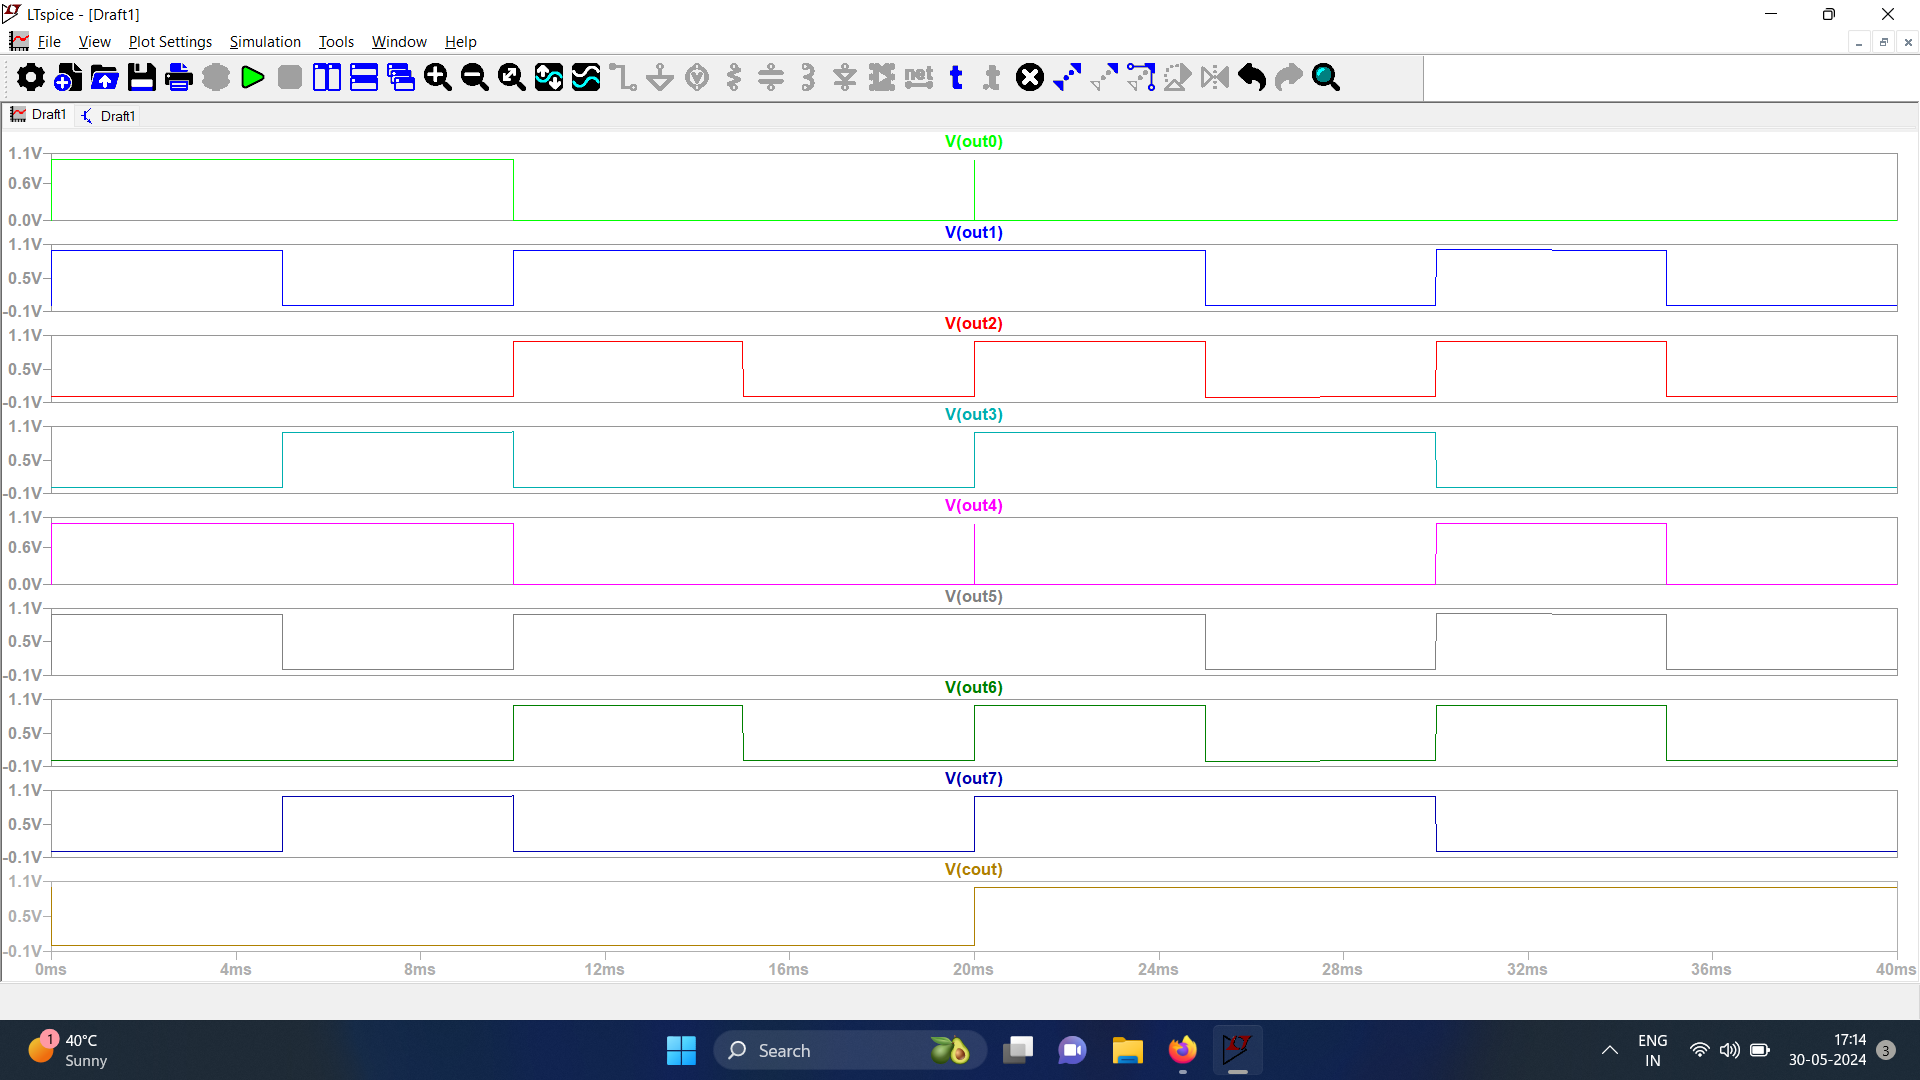 LTspice - [Draft1]
File View Plot Settings Simulation Tools Window Help
net t .t
Draft1 Draft1
V(out0)
1.1V
0.6V
0.0V
V(out1)
1.1V
0.5V
-0.1V
V(out2)
1.1V
0.5V
-0.1V
V(out3)
1.1V
0.5V
-0.1V
V(out4)
1.1V
0.6V
0.0V
V(out5)
1.1V
0.5V
-0.1V
V(out6)
1.1V
0.5V
-0.1V
V(out7)
1.1V
0.5V
-0.1V
V(cout)
1.1V
0.5V
-0.1V
0ms 4ms 8ms 12ms 16ms 20ms 24ms 28ms 32ms 36ms 40ms
1 40°C
Sunny
Search
ENG
IN
17:14
30-05-2024
3